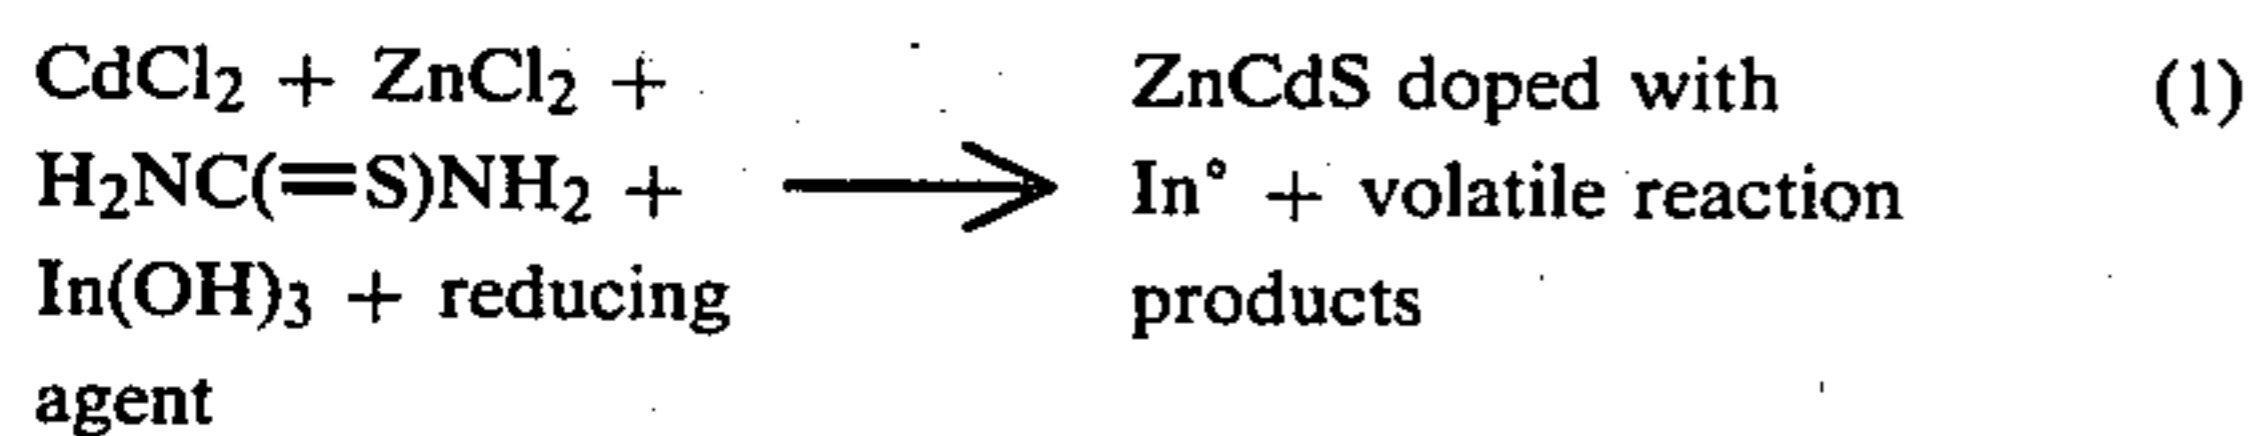 CdCl2 + ZnCl2 +
H2NC(=S)NH2 +
In(OH)3 + reducing
agent
⟶
ZnCdS doped with
In° + volatile reaction
products
(1)